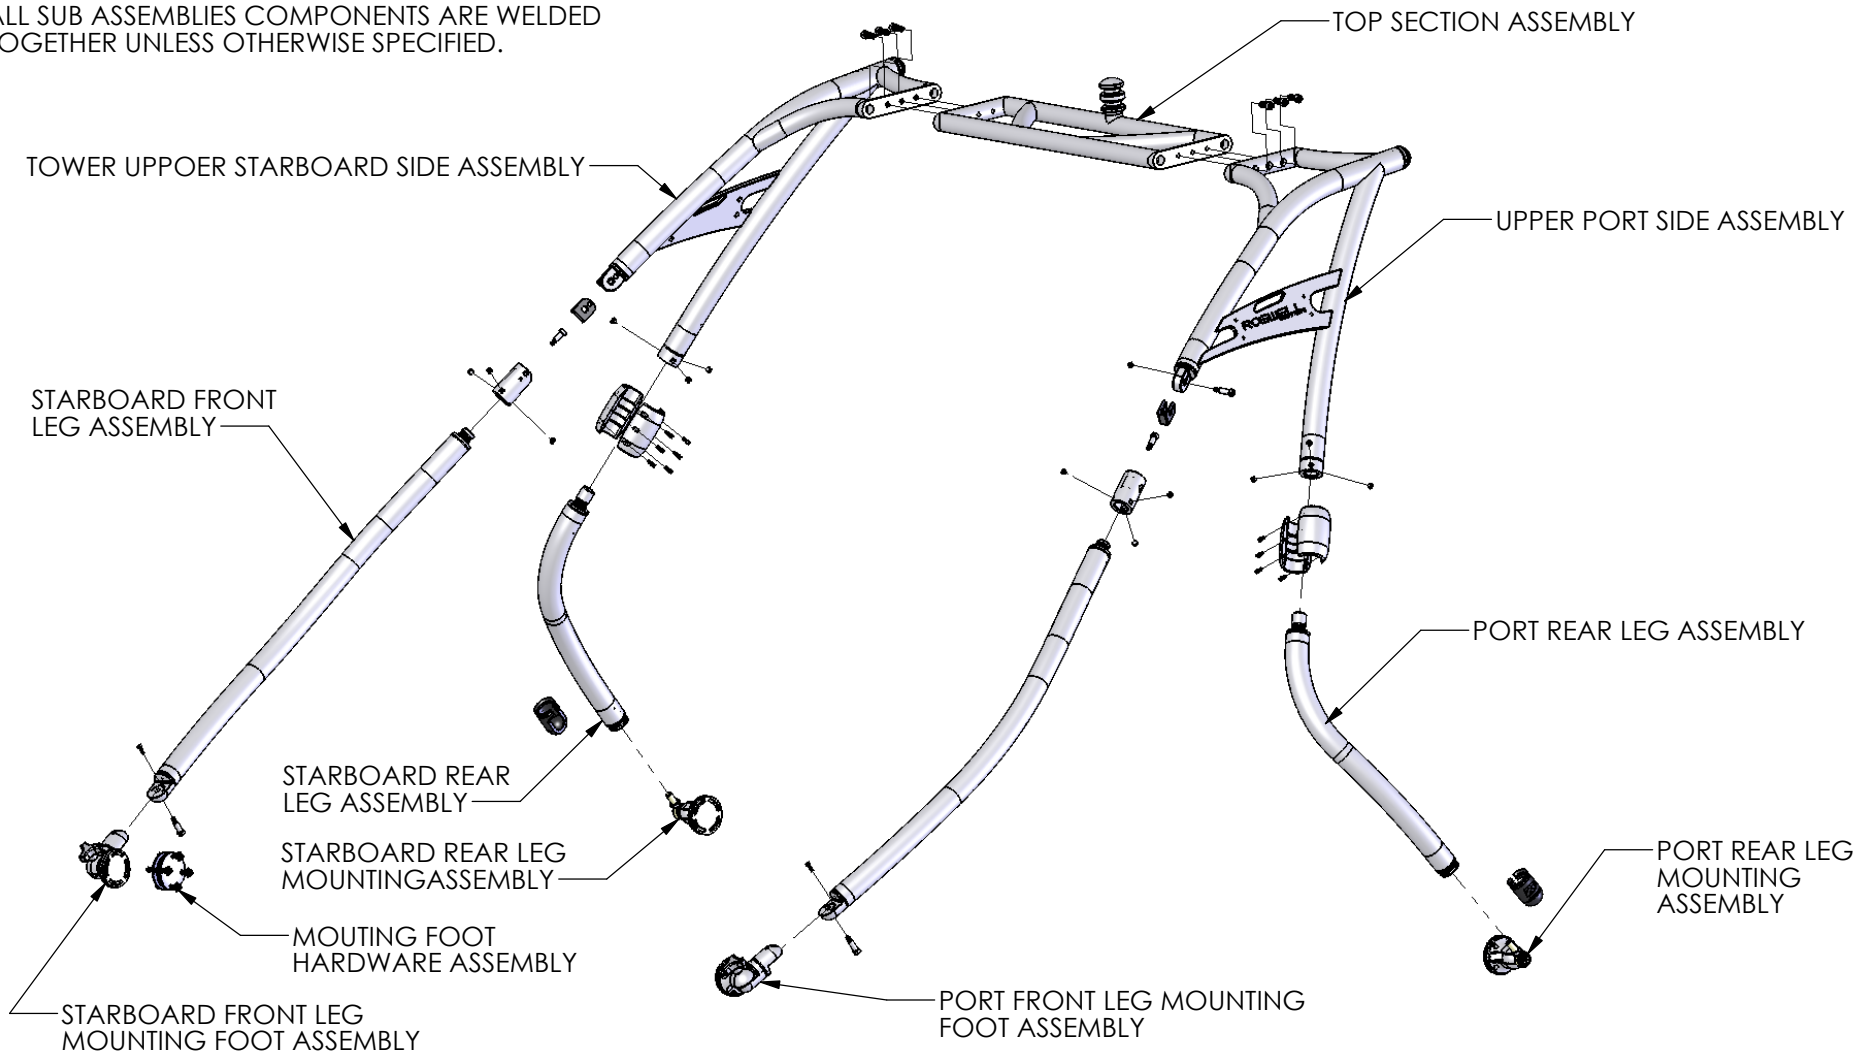 ALL SUB ASSEMBLIES COMPONENTS ARE WELDED
OGETHER UNLESS OTHERWISE SPECIFIED.
TOP SECTION ASSEMBLY
TOWER UPPOER STARBOARD SIDE ASSEMBLY
UPPER PORT SIDE ASSEMBLY
ROSWELL
STARBOARD FRONT
LEG ASSEMBLY
PORT REAR LEG ASSEMBLY
STARBOARD REAR
LEG ASSEMBLY
STARBOARD REAR LEG
MOUNTINGASSEMBLY
PORT REAR LEG
MOUNTING
ASSEMBLY
MOUTING FOOT
HARDWARE ASSEMBLY
STARBOARD FRONT LEG
MOUNTING FOOT ASSEMBLY
PORT FRONT LEG MOUNTING
FOOT ASSEMBLY